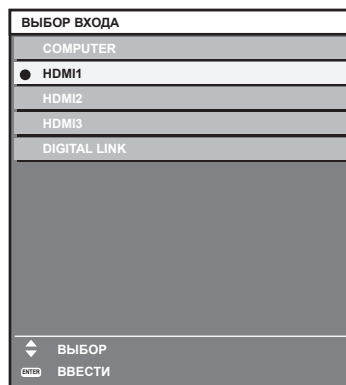 ВЫБОР ВХОДА
COMPUTER
HDMI1
HDMI2
HDMI3
DIGITAL LINK
ВЫБОР
ENTER ВВЕСТИ